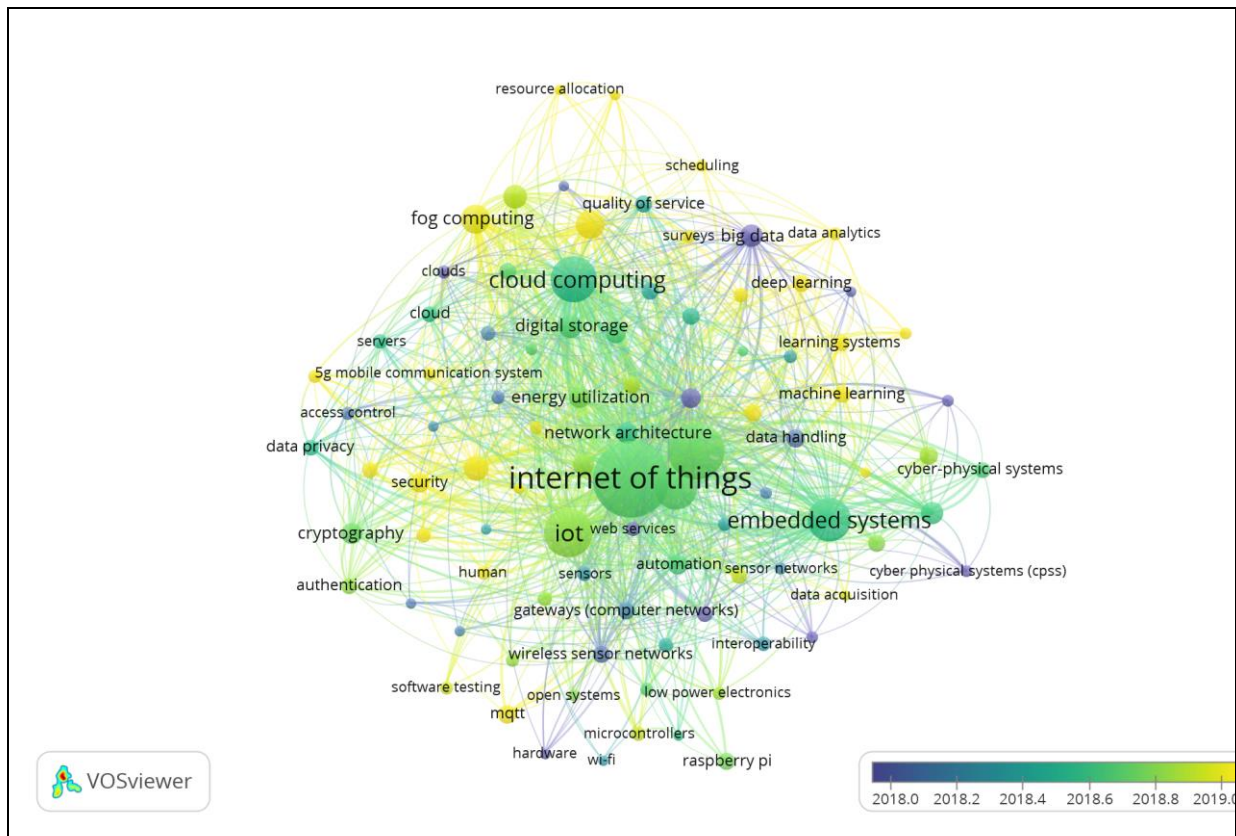 resource allocation
scheduling
quality of service
fog computing
surveys
big data
data analytics
clouds
cloud computing
deep learning
cloud
digital storage
servers
learning systems
5g mobile communication system
energy utilization
machine learning
access control
network architecture
data handling
data privacy
cyber-physical systems
internet of things
security
embedded systems
iot
web services
cryptography
automation
sensor networks
cyber physical systems (cpss)
human
sensors
authentication
data acquisition
gateways (computer networks)
interoperability
wireless sensor networks
software testing
open systems
low power electronics
mqtt
microcontrollers
hardware
wi-fi
raspberry pi
VOSviewer
2018.0 2018.2 2018.4 2018.6 2018.8 2019.0